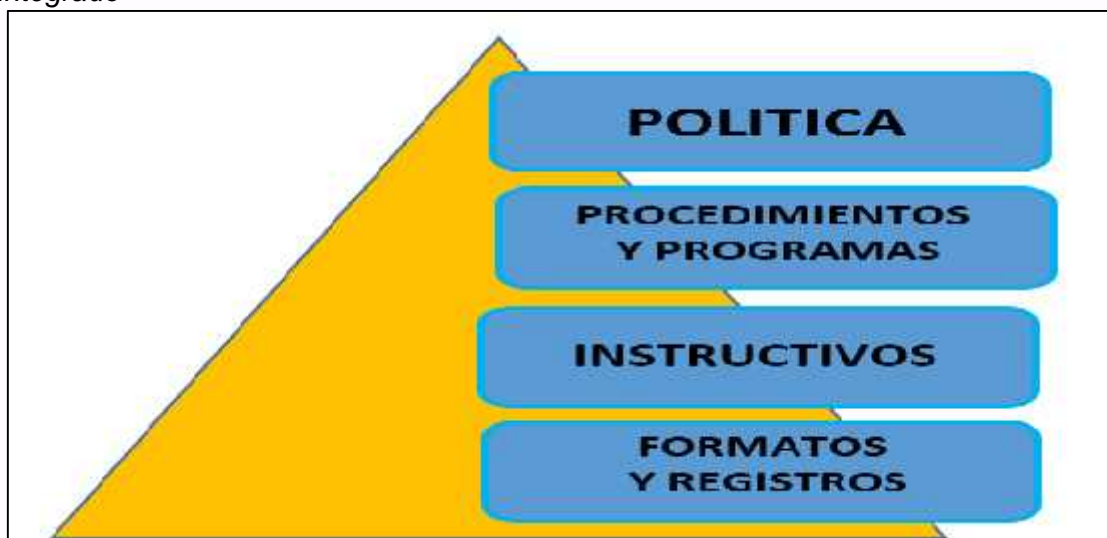 integrado
POLITICA
PROCEDIMIENTOS
Y PROGRAMAS
INSTRUCTIVOS
FORMATOS
Y REGISTROS